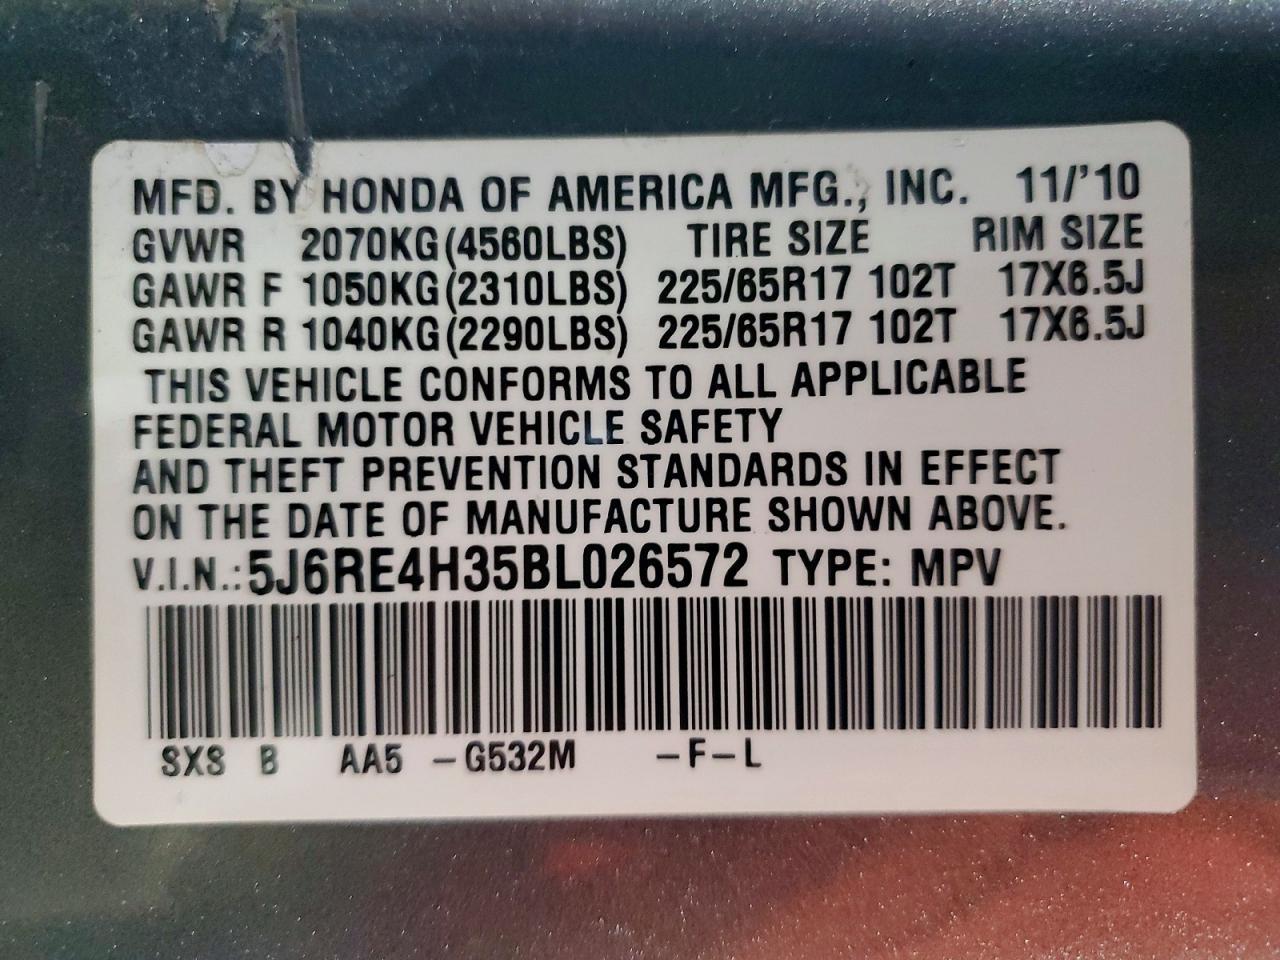 MFD. BY HONDA OF AMERICA MFG., INC. 11/'10
GVWR 2070KG(4560LBS) TIRE SIZE RIM SIZE
GAWR F 1050KG(2310LBS) 225/65R17 102T 17X6.5J
GAWR R 1040KG(2290LBS) 225/65R17 102T 17X6.5J
THIS VEHICLE CONFORMS TO ALL APPLICABLE
FEDERAL MOTOR VEHICLE SAFETY
AND THEFT PREVENTION STANDARDS IN EFFECT
ON THE DATE OF MANUFACTURE SHOWN ABOVE.
V.I.N.:5J6RE4H35BL026572 TYPE: MPV
SXS B AA5 -G532M -F-L